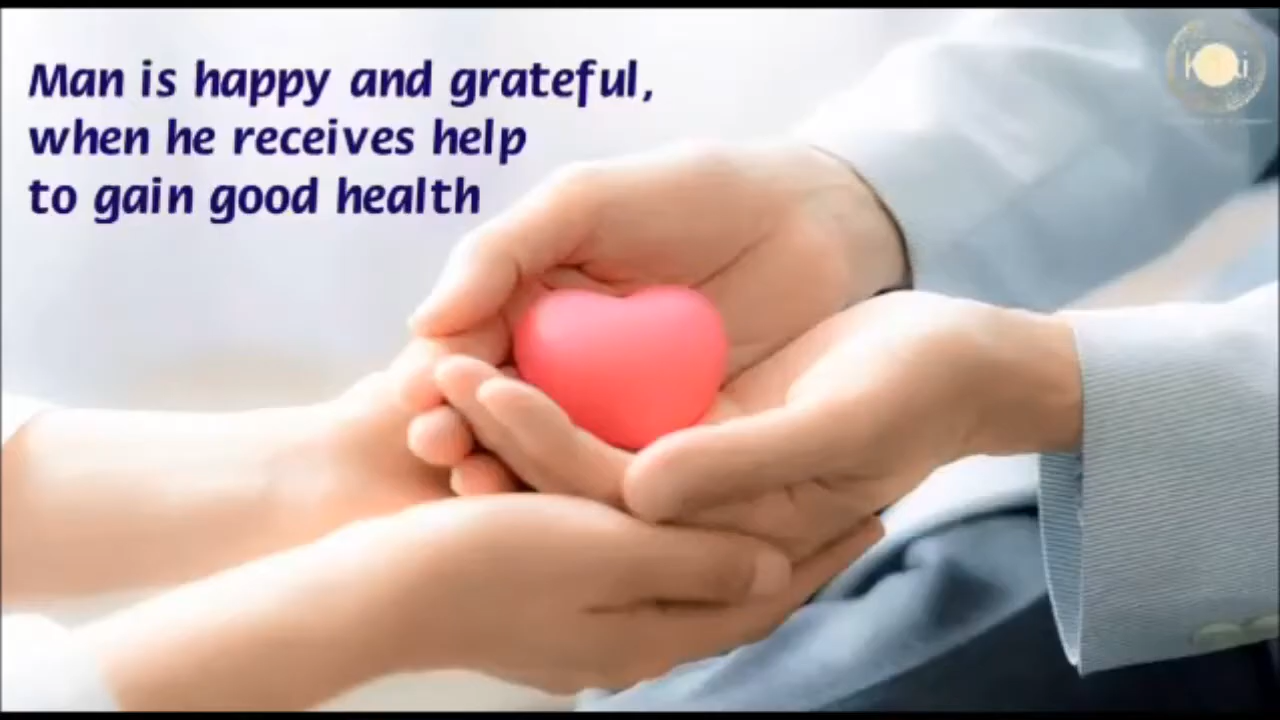 Man is happy and grateful,
when he receives help
to gain good health